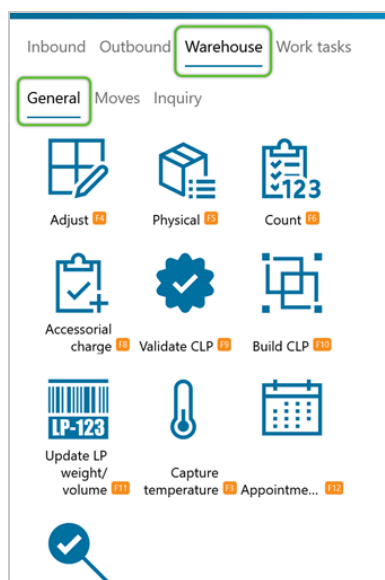 Inbound Outbound Warehouse Work tasks
General Moves Inquiry
123
Adjust F4 Physical F5 Count F6
Accessorial
charge F8 Validate CLP F9 Build CLP F10
LP-123
Update LP
weight/ Capture
volume F11 temperature F3 Appointme... F12